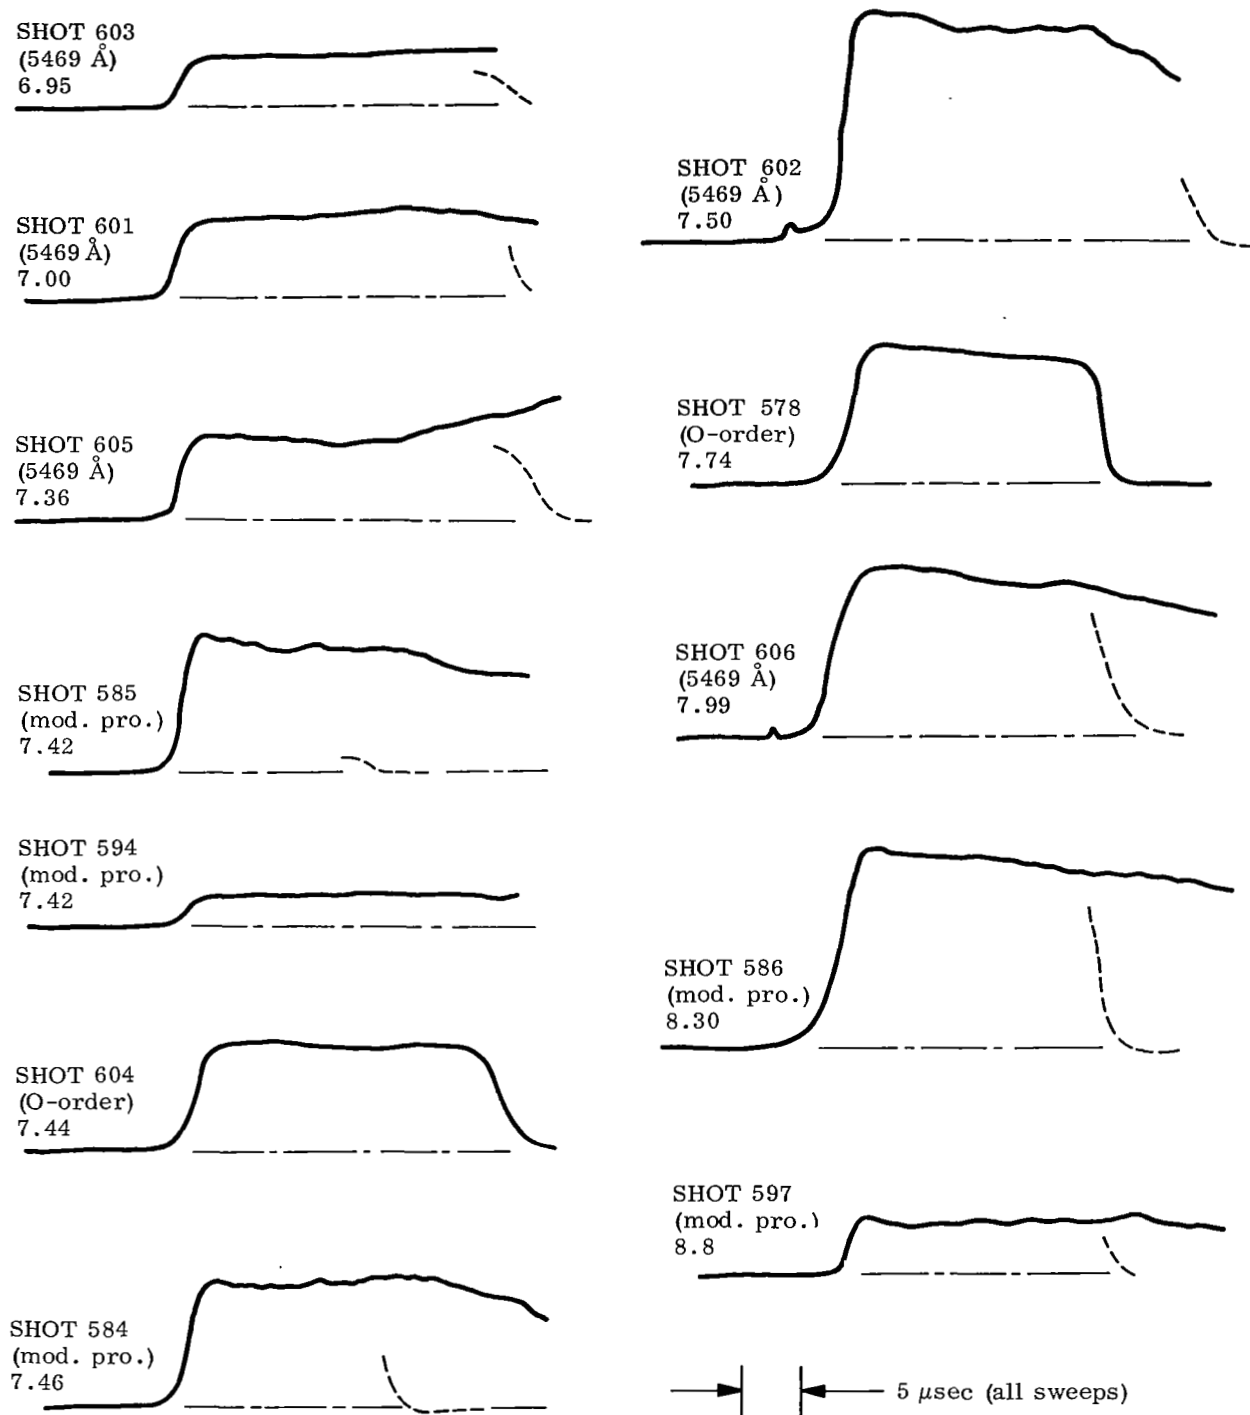 SHOT 603
(5469 Å)
6.95
SHOT 601
(5469 Å)
7.00
SHOT 605
(5469 Å)
7.36
SHOT 585
(mod. pro.)
7.42
SHOT 594
(mod. pro.)
7.42
SHOT 604
(O-order)
7.44
SHOT 584
(mod. pro.)
7.46
SHOT 602
(5469 Å)
7.50
SHOT 578
(O-order)
7.74
SHOT 606
(5469 Å)
7.99
SHOT 586
(mod. pro.)
8.30
SHOT 597
(mod. pro.)
8.8
5 μsec (all sweeps)